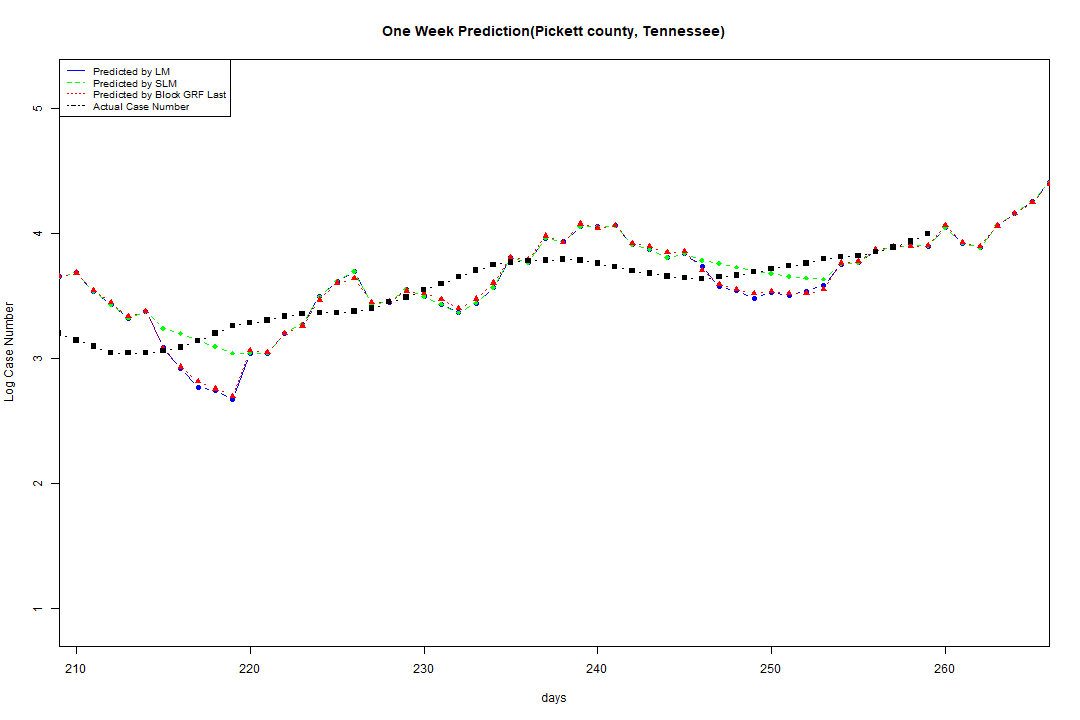 One Week Prediction(Pickett county, Tennessee)
Predicted by LM
Predicted by SLM
Predicted by Block GRF Last
Actual Case Number
5
4
3
2
1
Log Case Number
210 220 230 240 250 260
days